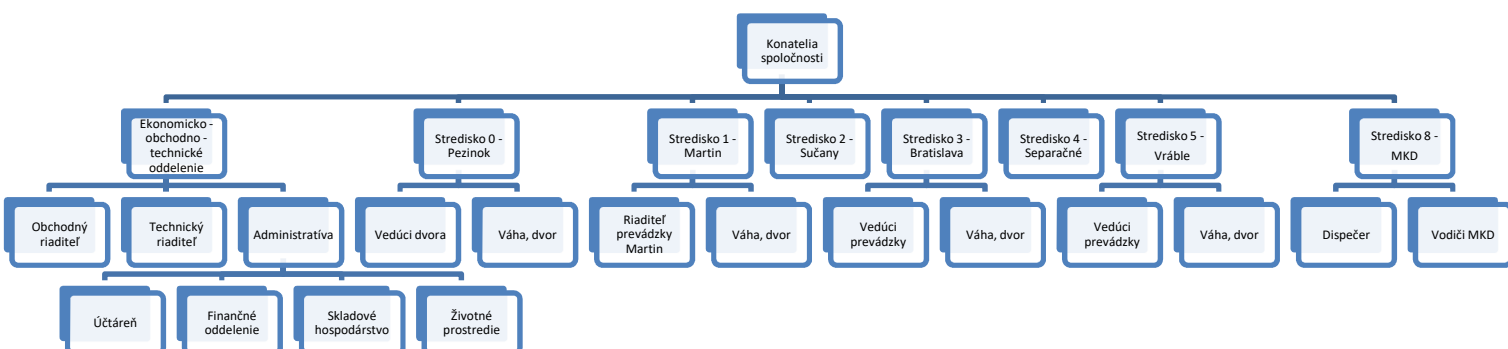 Konatelia
spoločnosti
Ekonomicko -
obchodno -
technické
oddelenie
Stredisko 0 -
Pezinok
Stredisko 1 -
Martin
Stredisko 2 -
Sučany
Stredisko 3 -
Bratislava
Stredisko 4 -
Separačné
Stredisko 5 -
Vráble
Stredisko 8 -
MKD
Obchodný
riaditeľ
Technický
riaditeľ
Administratíva
Vedúci dvora
Váha, dvor
Riaditeľ
prevádzky
Martin
Váha, dvor
Vedúci
prevádzky
Váha, dvor
Vedúci
prevádzky
Váha, dvor
Dispečer
Vodiči MKD
Účtáreň
Finančné
oddelenie
Skladové
hospodárstvo
Životné
prostredie